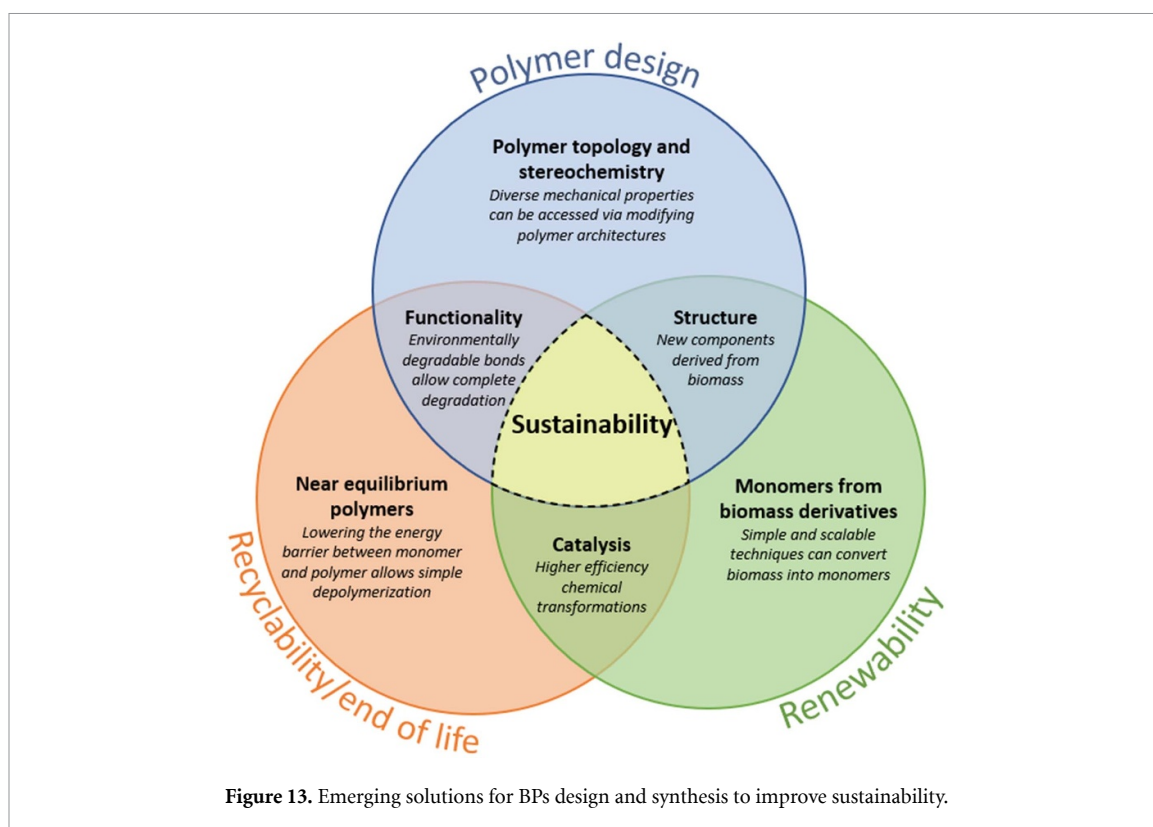 Polymer design
Polymer topology and
stereochemistry
Diverse mechanical properties
can be accessed via modifying
polymer architectures
Functionality
Environmentally
degradable bonds
allow complete
degradation
Structure
New components
derived from
biomass
Sustainability
Near equilibrium
polymers
Lowering the energy
barrier between monomer
and polymer allows simple
depolymerization
Catalysis
Higher efficiency
chemical
transformations
Monomers from
biomass derivatives
Simple and scalable
techniques can convert
biomass into monomers
Recyclability/end of life
Renewability
Figure 13. Emerging solutions for BPs design and synthesis to improve sustainability.